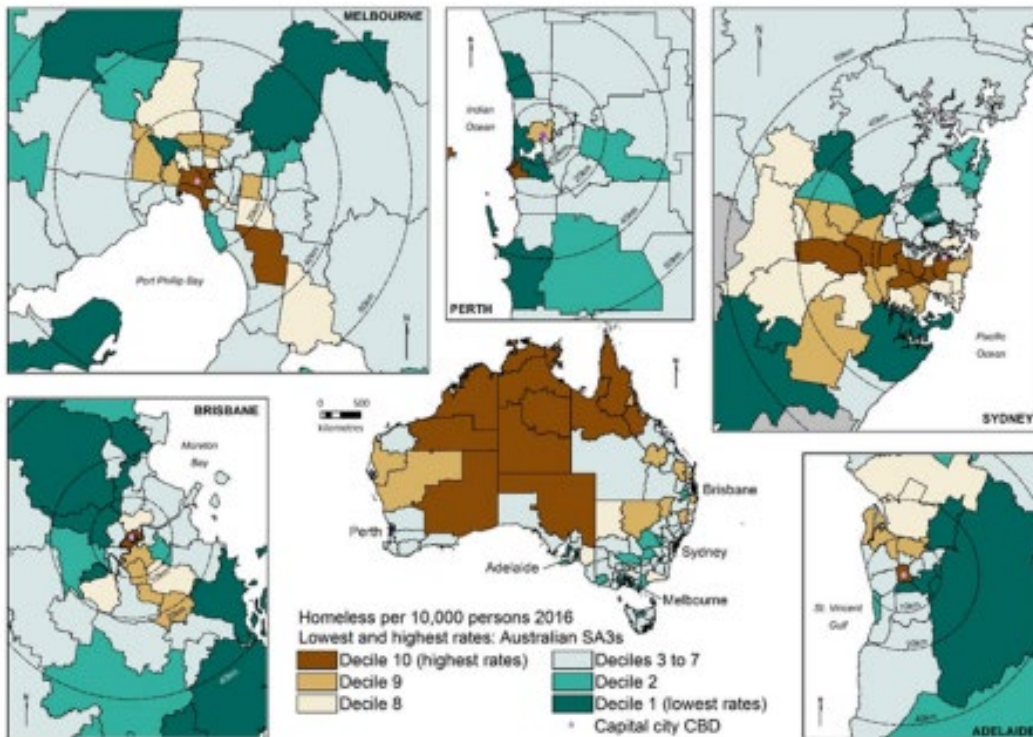 MELBOURNE
Port Phillip Bay
N
Indian
Ocean
PERTH
N
N
Pacific
Ocean
SYDNEY
BRISBANE
Moreton
Bay
N
0 500
kilometres
N
Perth
Adelaide
Brisbane
Sydney
Melbourne
St. Vincent
Gulf
N
ADELAIDE
Homeless per 10,000 persons 2016
Lowest and highest rates: Australian SA3s
Decile 10 (highest rates)
Decile 9
Decile 8
Deciles 3 to 7
Decile 2
Decile 1 (lowest rates)
Capital city CBD